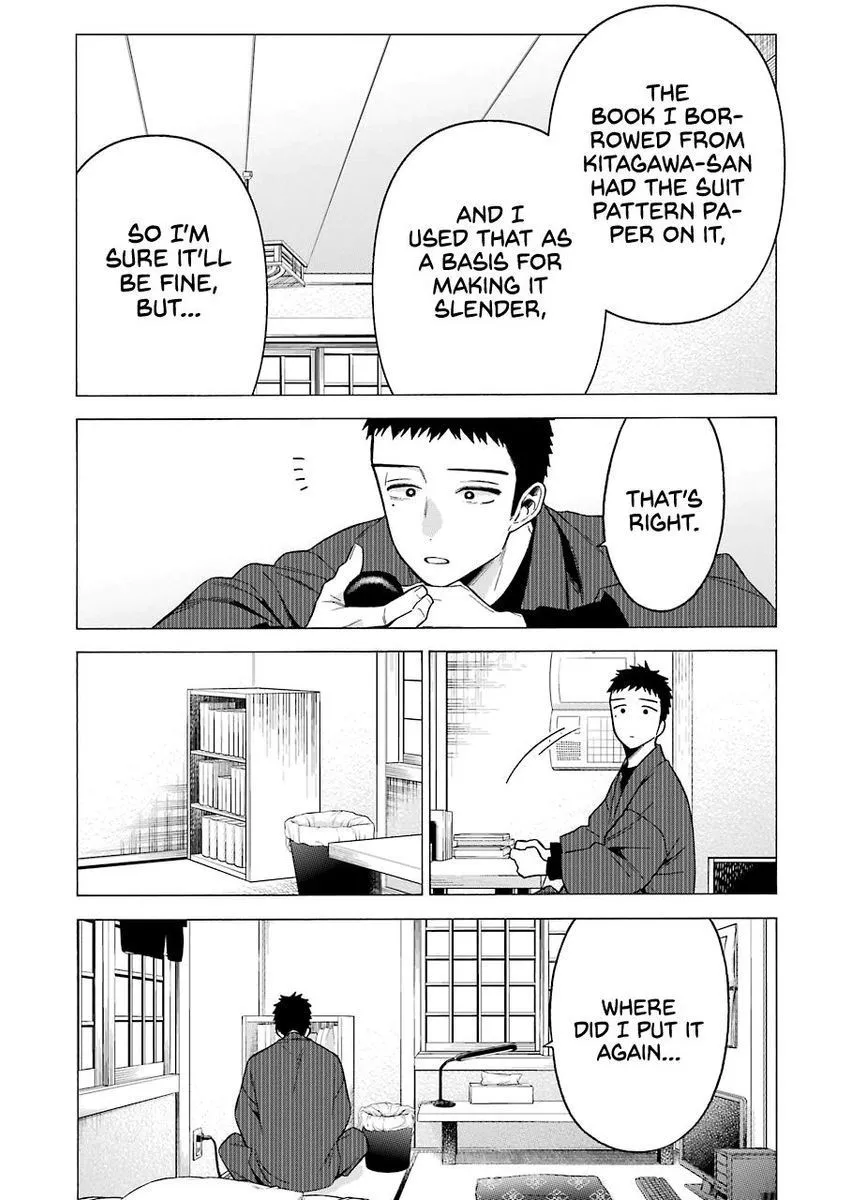 THE
BOOK I BOR-
ROWED FROM
KITAGAWA-SAN
HAD THE SUIT
PATTERN PA-
PER ON IT,
AND I
USED THAT AS
A BASIS FOR
MAKING IT
SLENDER,
SO I'M
SURE IT'LL
BE FINE,
BUT...
THAT'S
RIGHT.
WHERE
DID I PUT IT
AGAIN...